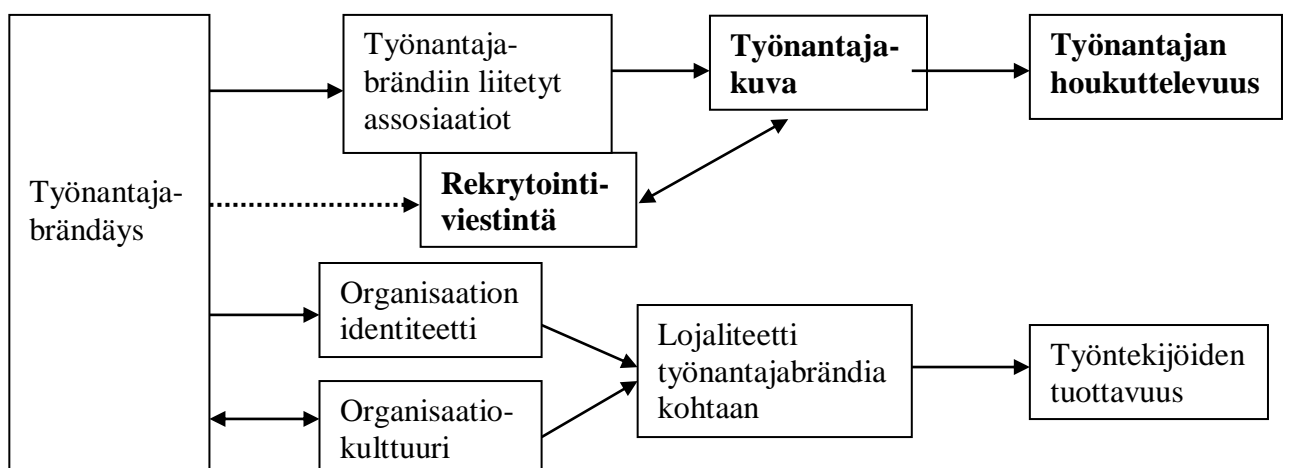 Työnantaja-
brändäys
Työnantaja-
brändiin liitetyt
assosiaatiot
Työnantaja-
kuva
Työnantajan
houkuttelevuus
Rekrytointi-
viestintä
Organisaation
identiteetti
Organisaatio-
kulttuuri
Lojaliteetti
työnantajabrändia
kohtaan
Työntekijöiden
tuottavuus